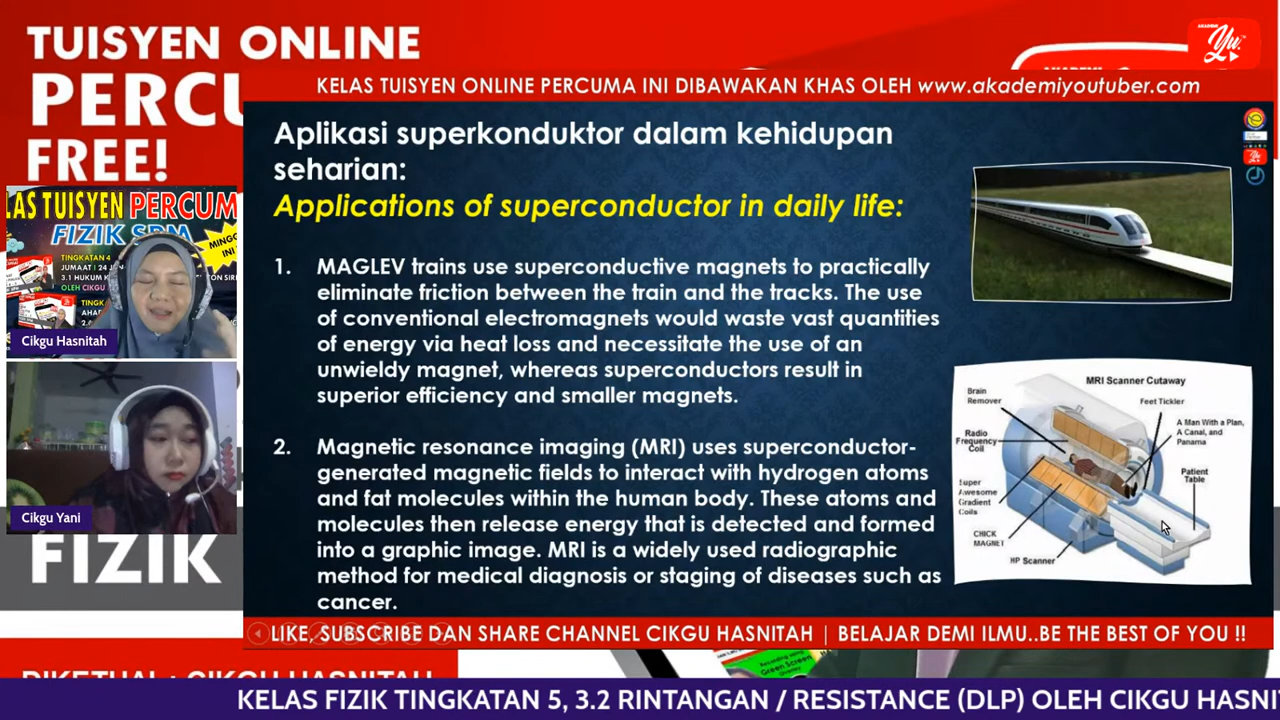 TUISYEN ONLINE
FREE!
KELAS TUISYEN ONLINE PERCUMA INI DIBAWAKAN KHAS OLEH www.akademiyoutuber.com
Aplikasi superkonduktor dalam kehidupan
seharian:
Applications of superconductor in daily life:
1. MAGLEV trains use superconductive magnets to practically
eliminate friction between the train and the tracks. The use
of conventional electromagnets would waste vast quantities
of energy via heat loss and necessitate the use of an
unwieldy magnet, whereas superconductors result in
superior efficiency and smaller magnets.
2. Magnetic resonance imaging (MRI) uses superconductor-
generated magnetic fields to interact with hydrogen atoms
and fat molecules within the human body. These atoms and
molecules then release energy that is detected and formed
into a graphic image. MRI is a widely used radiographic
method for medical diagnosis or staging of diseases such as
cancer.
MRI Scanner Cutaway
Brain
Remover
Feet Tickler
Radio
Frequency
Coil
A Man With a Plan,
A Canal, and
Panama
Patient
Table
Super
Awesome
Gradient
Coils
CHICK
MAGNET
HP Scanner
TUISYEN PERCUM
FIZIK SPM
TINGKATAN 4
Cikgu Hasnitah
Cikgu Yani
FIZIK
LIKE, SUBSCRIBE DAN SHARE CHANNEL CIKGU HASNITAH | BELAJAR DEMI ILMU..BE THE BEST OF YOU !!
KELAS FIZIK TINGKATAN 5, 3.2 RINTANGAN / RESISTANCE (DLP) OLEH CIKGU HASNI